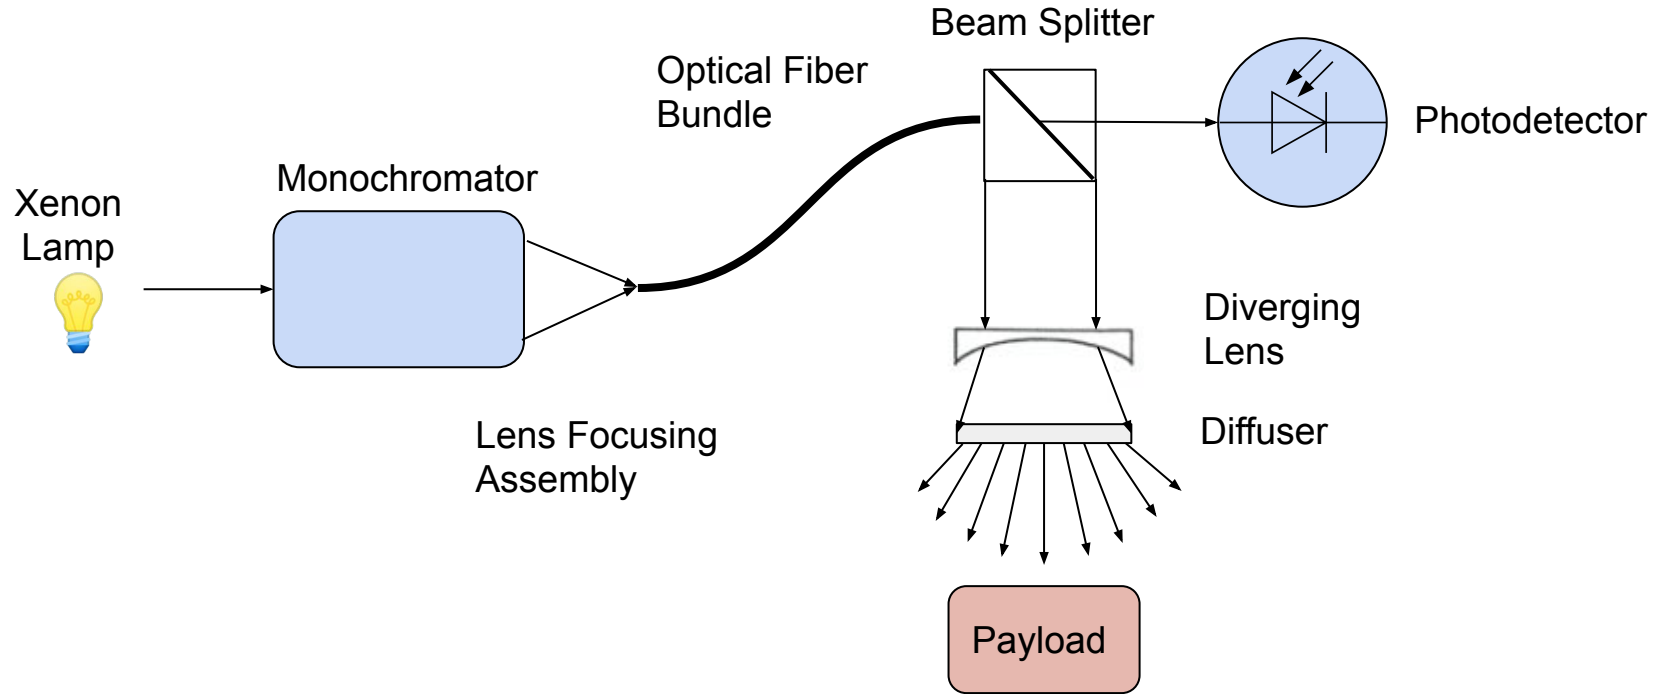 Beam Splitter
Optical Fiber
Bundle
Photodetector
Monochromator
Xenon
Lamp
Diverging
Lens
Lens Focusing
Assembly
Diffuser
Payload